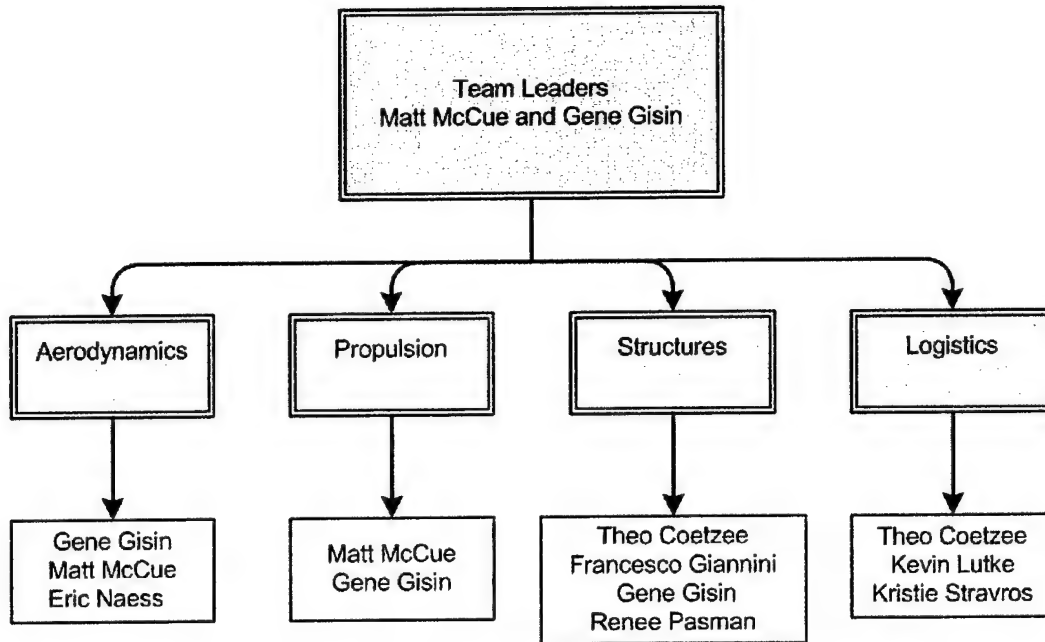 Team Leaders
Matt McCue and Gene Gisin
Aerodynamics
Propulsion
Structures
Logistics
Gene Gisin
Matt McCue
Eric Naess
Matt McCue
Gene Gisin
Theo Coetzee
Francesco Giannini
Gene Gisin
Renee Pasman
Theo Coetzee
Kevin Lutke
Kristie Stravros